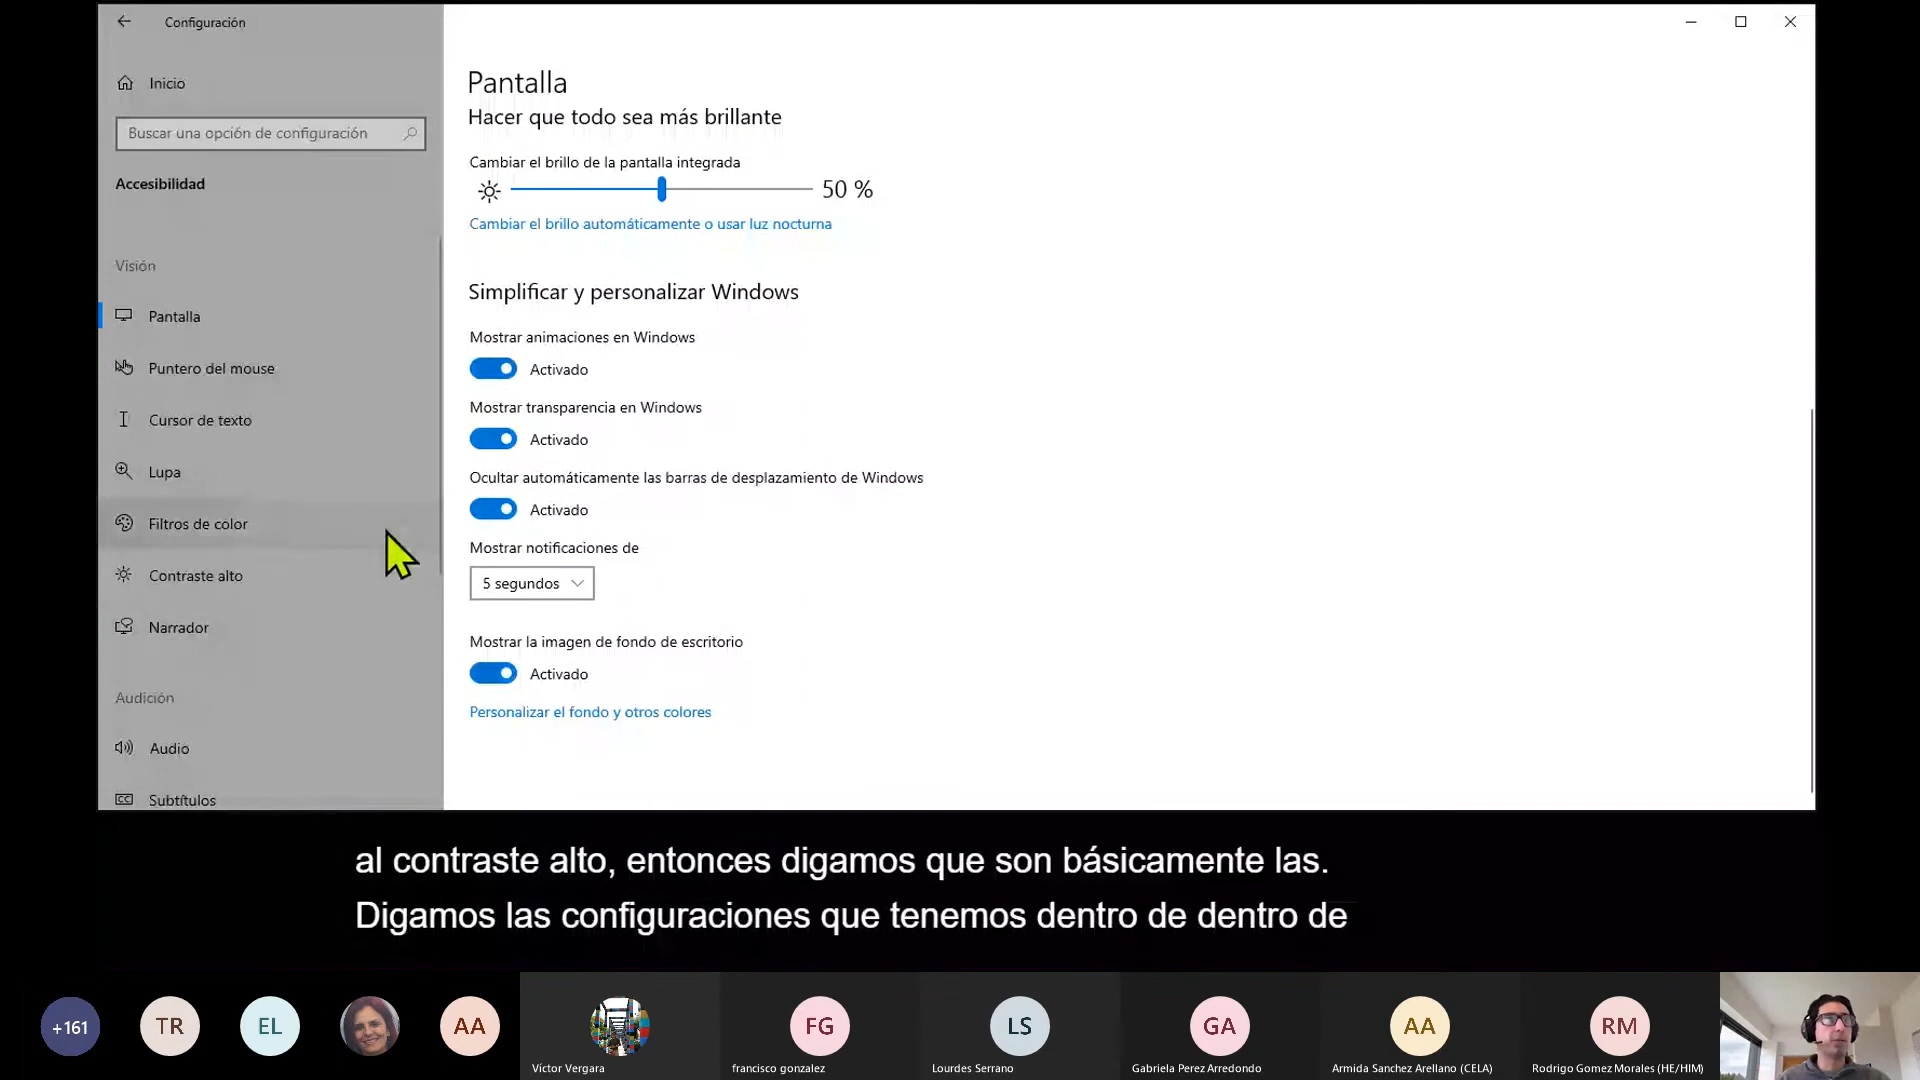 Configuración
Inicio
Buscar una opción de configuración
Accesibilidad
Visión
Pantalla
Puntero del mouse
Cursor de texto
Lupa
Filtros de color
Contraste alto
Narrador
Audición
Audio
Subtítulos
Pantalla
Hacer que todo sea más brillante
Cambiar el brillo de la pantalla integrada
50 %
Cambiar el brillo automáticamente o usar luz nocturna
Simplificar y personalizar Windows
Mostrar animaciones en Windows
Activado
Mostrar transparencia en Windows
Activado
Ocultar automáticamente las barras de desplazamiento de Windows
Activado
Mostrar notificaciones de
5 segundos
Mostrar la imagen de fondo de escritorio
Activado
Personalizar el fondo y otros colores
al contraste alto, entonces digamos que son básicamente las.
Digamos las configuraciones que tenemos dentro de dentro de
+161
TR
EL
AA
Víctor Vergara
FG
francisco gonzalez
LS
Lourdes Serrano
GA
Gabriela Perez Arredondo
AA
Armida Sanchez Arellano (CELA)
RM
Rodrigo Gomez Morales (HE/HIM)